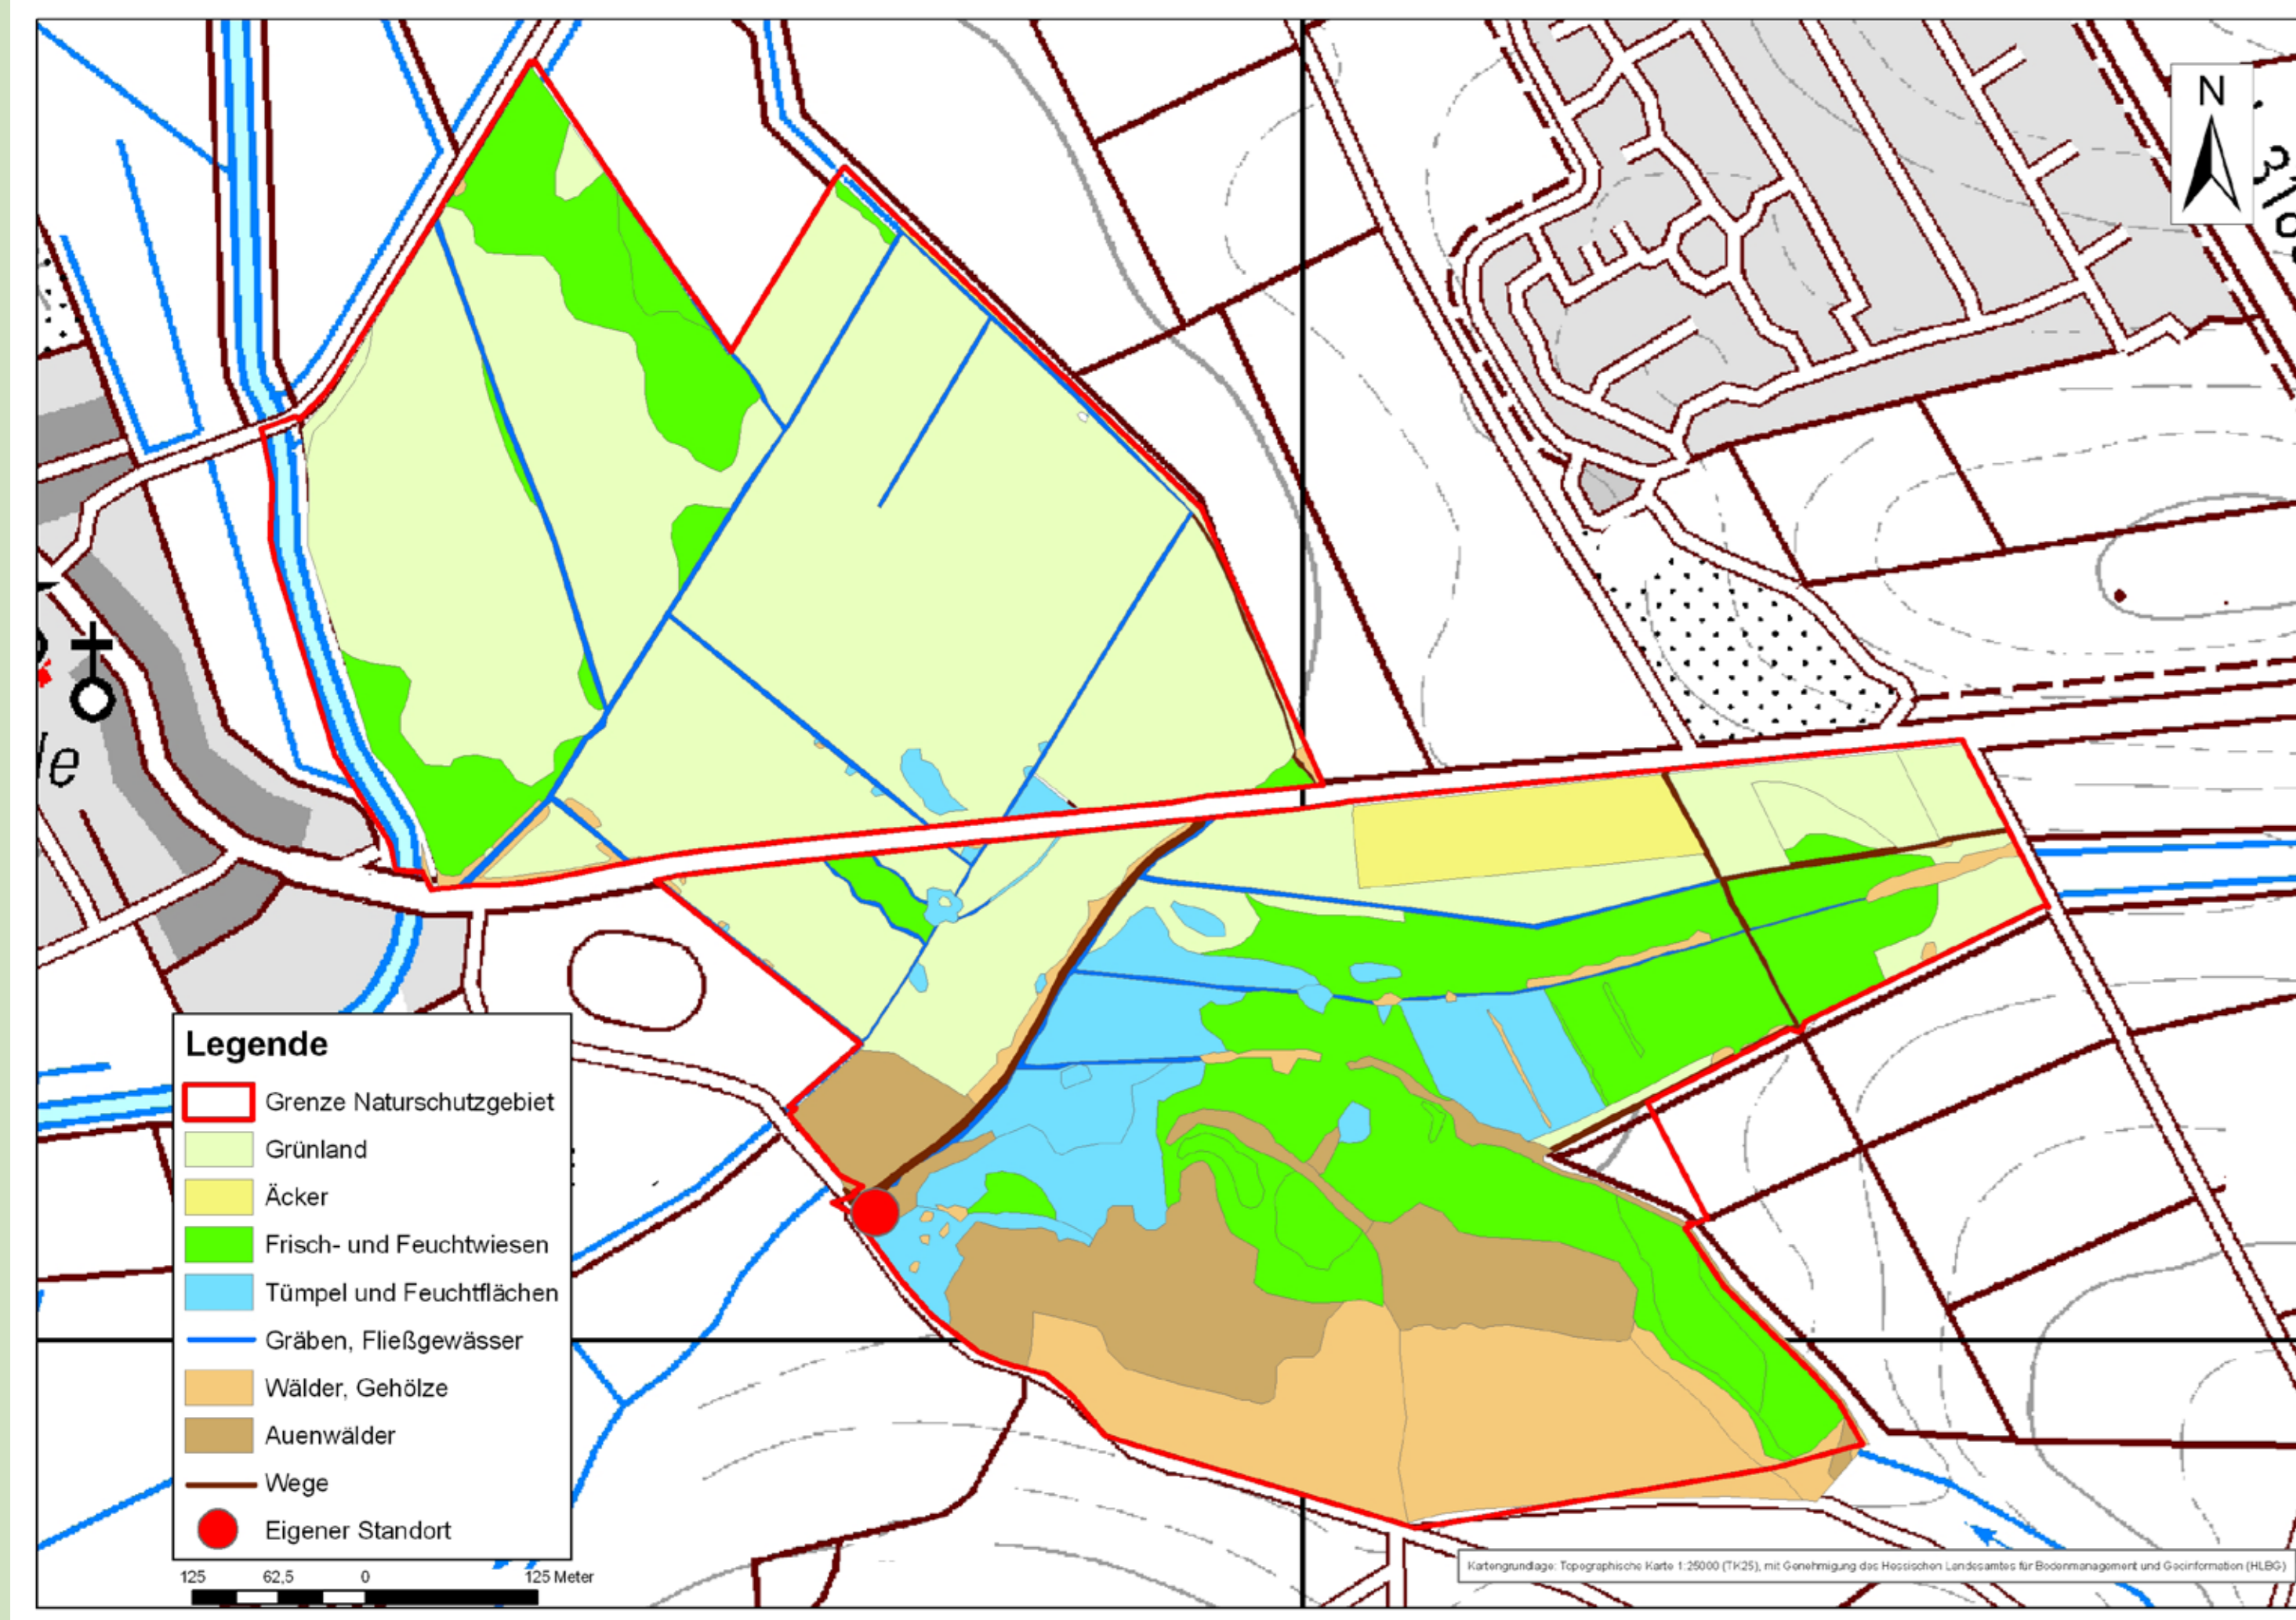 N
le
Legende
Grenze Naturschutzgebiet
Grünland
Äcker
Frisch- und Feuchtwiesen
Tümpel und Feuchtflächen
Gräben, Fließgewässer
Wälder, Gehölze
Auenwälder
Wege
Eigener Standort
125 62,5 0 125 Meter
Kartengrundlage: Topographische Karte 1:25000 (TK25), mit Genehmigung des Hessischen Landesamtes für Bodenmanagement und Geoinformation (HLBG)